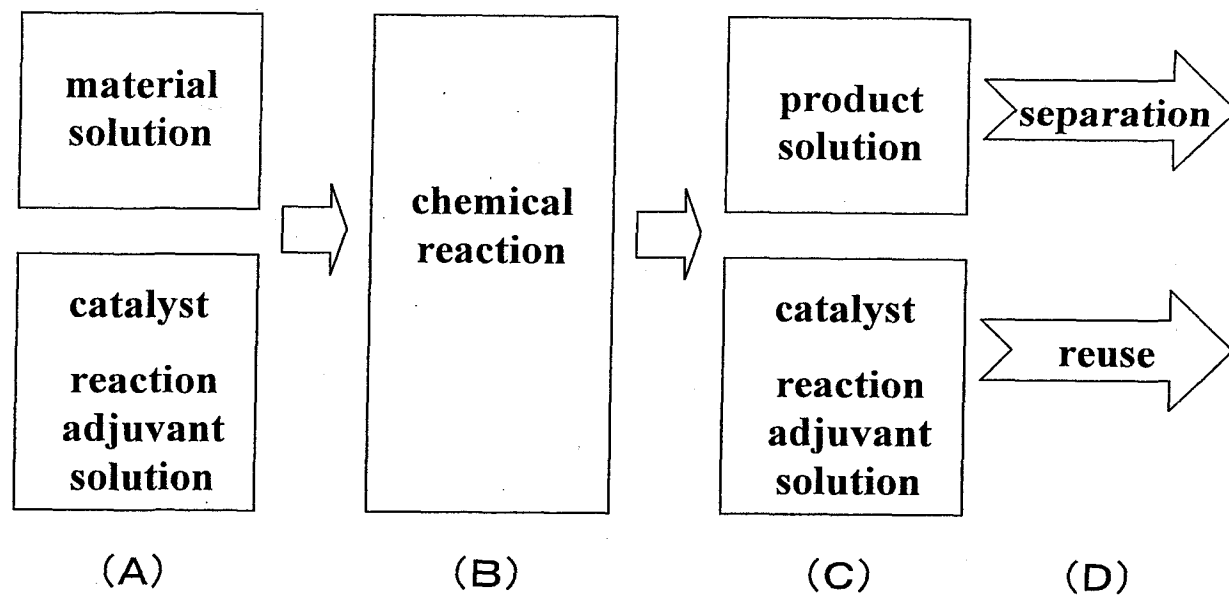 material
solution
catalyst
reaction
adjuvant
solution
chemical
reaction
product
solution
catalyst
reaction
adjuvant
solution
separation
reuse
(A)
(B)
(C)
(D)